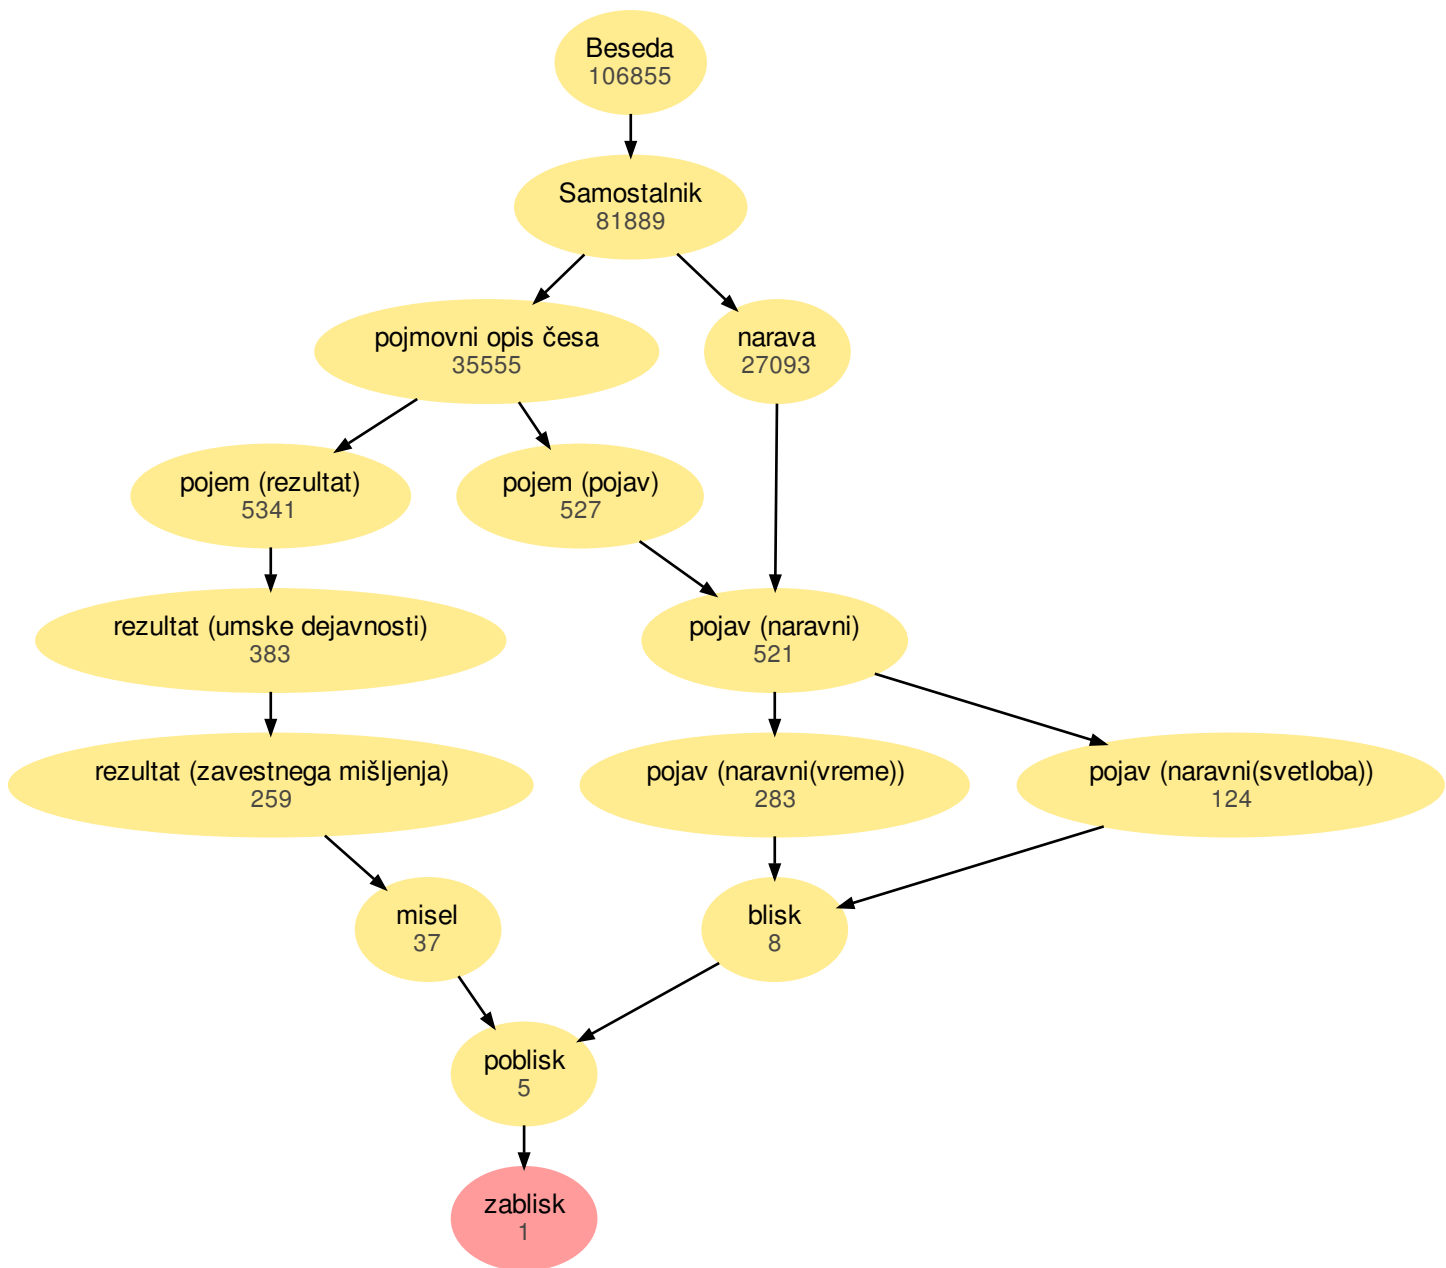 Beseda
106855
Samostalnik
81889
pojmovni opis česa
35555
narava
27093
pojem (rezultat)
5341
pojem (pojav)
527
rezultat (umske dejavnosti)
383
pojav (naravni)
521
rezultat (zavestnega mišljenja)
259
pojav (naravni(vreme))
283
pojav (naravni(svetloba))
124
misel
37
blisk
8
poblisk
5
zablisk
1